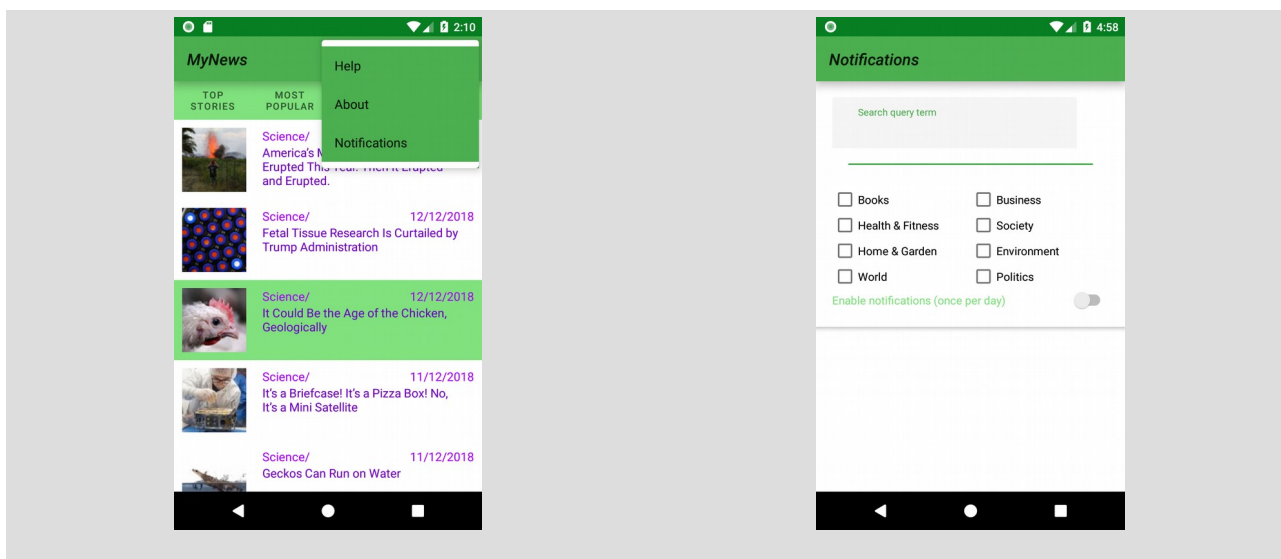 2:10
MyNews
Help
About
Notifications
TOP
STORIES
MOST
POPULAR
Science/
America's
Erupted This Year. Then It Erupted
and Erupted.
Science/ 12/12/2018
Fetal Tissue Research Is Curtailed by
Trump Administration
Science/ 12/12/2018
It Could Be the Age of the Chicken,
Geologically
Science/ 11/12/2018
It's a Briefcase! It's a Pizza Box! No,
It's a Mini Satellite
Science/ 11/12/2018
Geckos Can Run on Water
4:58
Notifications
Search query term
Books Business
Health & Fitness Society
Home & Garden Environment
World Politics
Enable notifications (once per day)